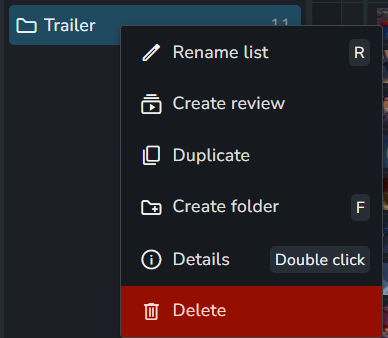 Trailer 11
Rename list R
Create review
Duplicate
Create folder F
Details Double click
Delete